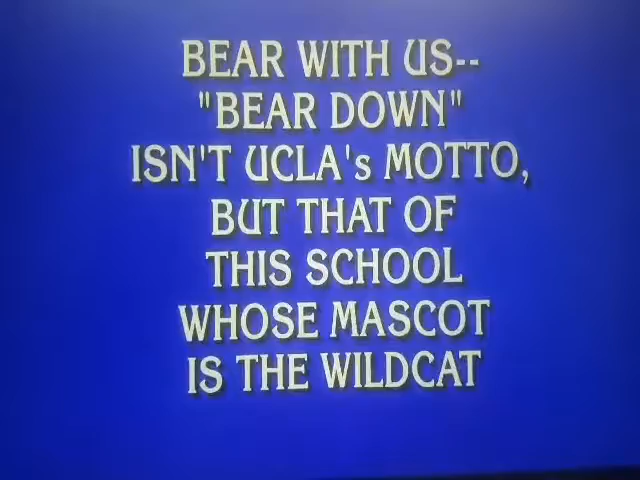 BEAR WITH US--
"BEAR DOWN"
ISN'T UCLA's MOTTO,
BUT THAT OF
THIS SCHOOL
WHOSE MASCOT
IS THE WILDCAT